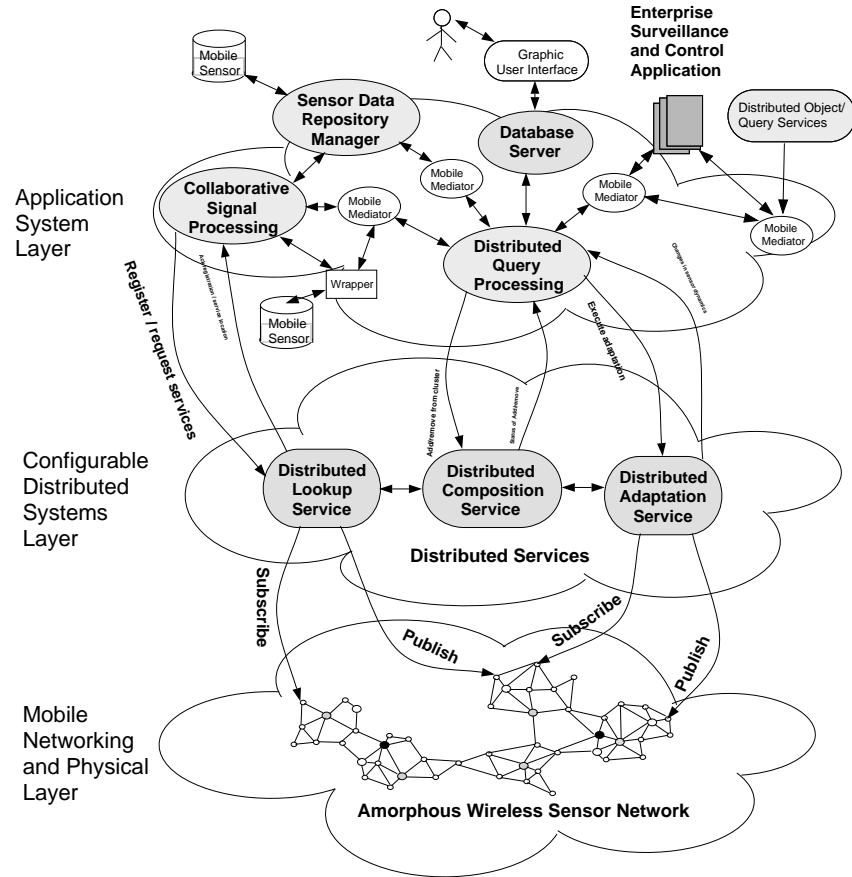 Enterprise
Surveillance
and Control
Application
Mobile
Sensor
Graphic
User Interface
Sensor Data
Repository
Manager
Database
Server
Distributed Object/
Query Services
Application
System
Layer
Collaborative
Signal
Processing
Mobile
Mediator
Mobile
Mediator
Mobile
Mediator
Mobile
Mediator
Distributed
Query
Processing
Wrapper
Mobile
Sensor
Register / request services
Add/remove from cluster
Status of Add/remove
Execute adaptation
Changes in sensor dynamics
Configurable
Distributed
Systems
Layer
Distributed
Lookup
Service
Distributed
Composition
Service
Distributed
Adaptation
Service
Distributed Services
Subscribe
Publish
Subscribe
Publish
Mobile
Networking
and Physical
Layer
Amorphous Wireless Sensor Network